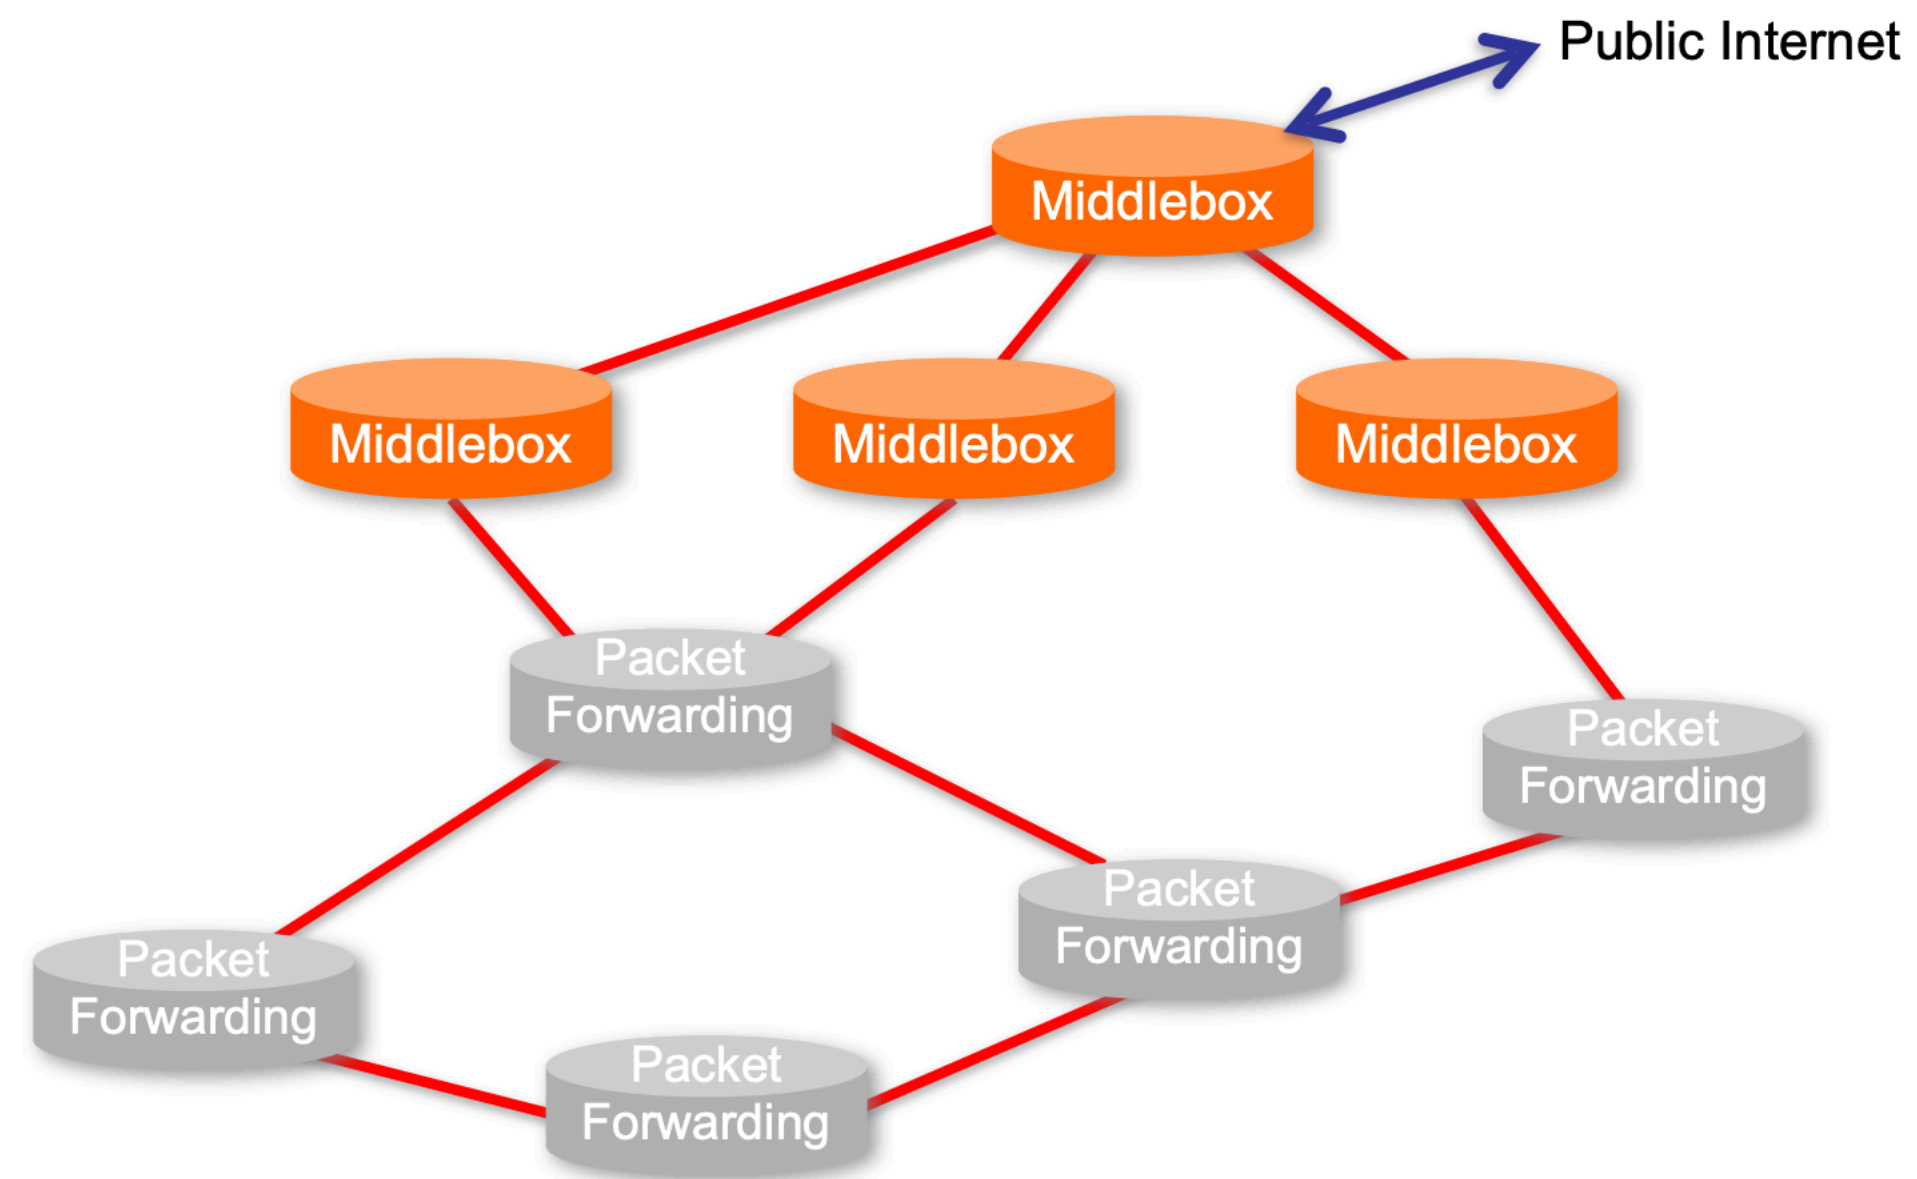 Public Internet
Middlebox
Middlebox
Middlebox
Middlebox
Packet
Forwarding
Packet
Forwarding
Packet
Forwarding
Packet
Forwarding
Packet
Forwarding